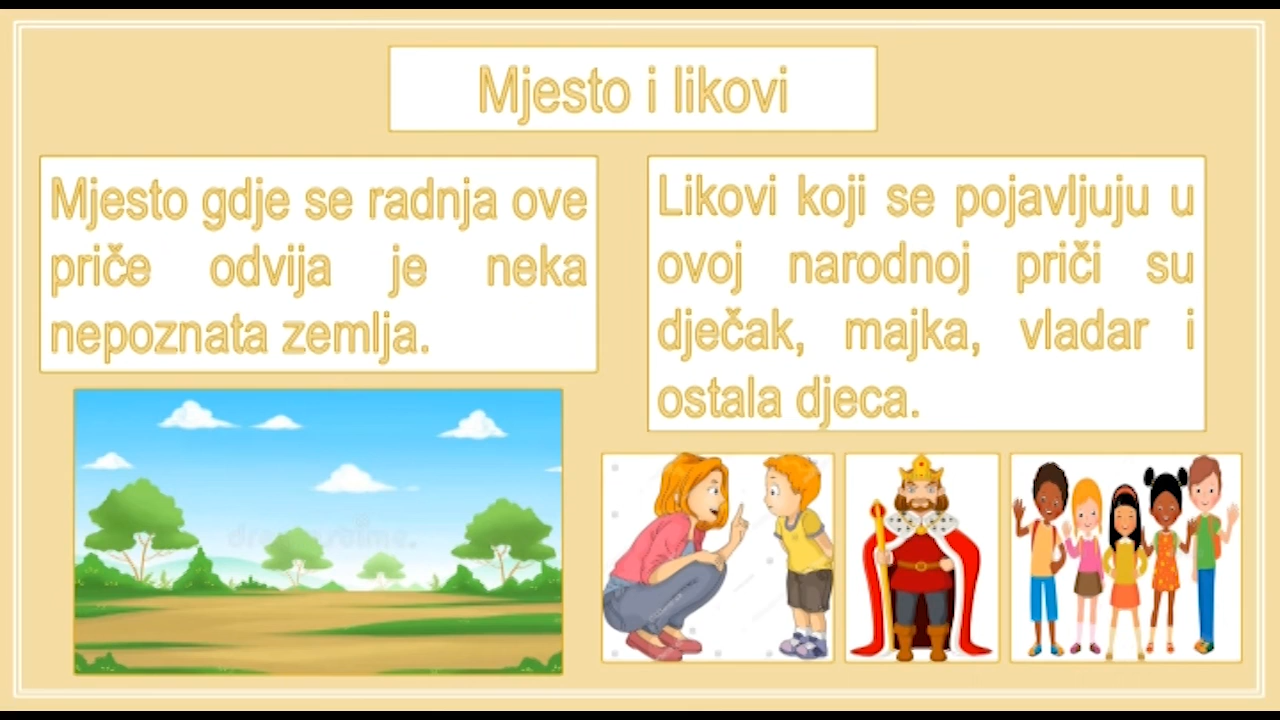 Mjesto i likovi
Mjesto gdje se radnja ove
priče odvija je neka
nepoznata zemlja.
Likovi koji se pojavljuju u
ovoj narodnoj priči su
dječak, majka, vladar i
ostala djeca.